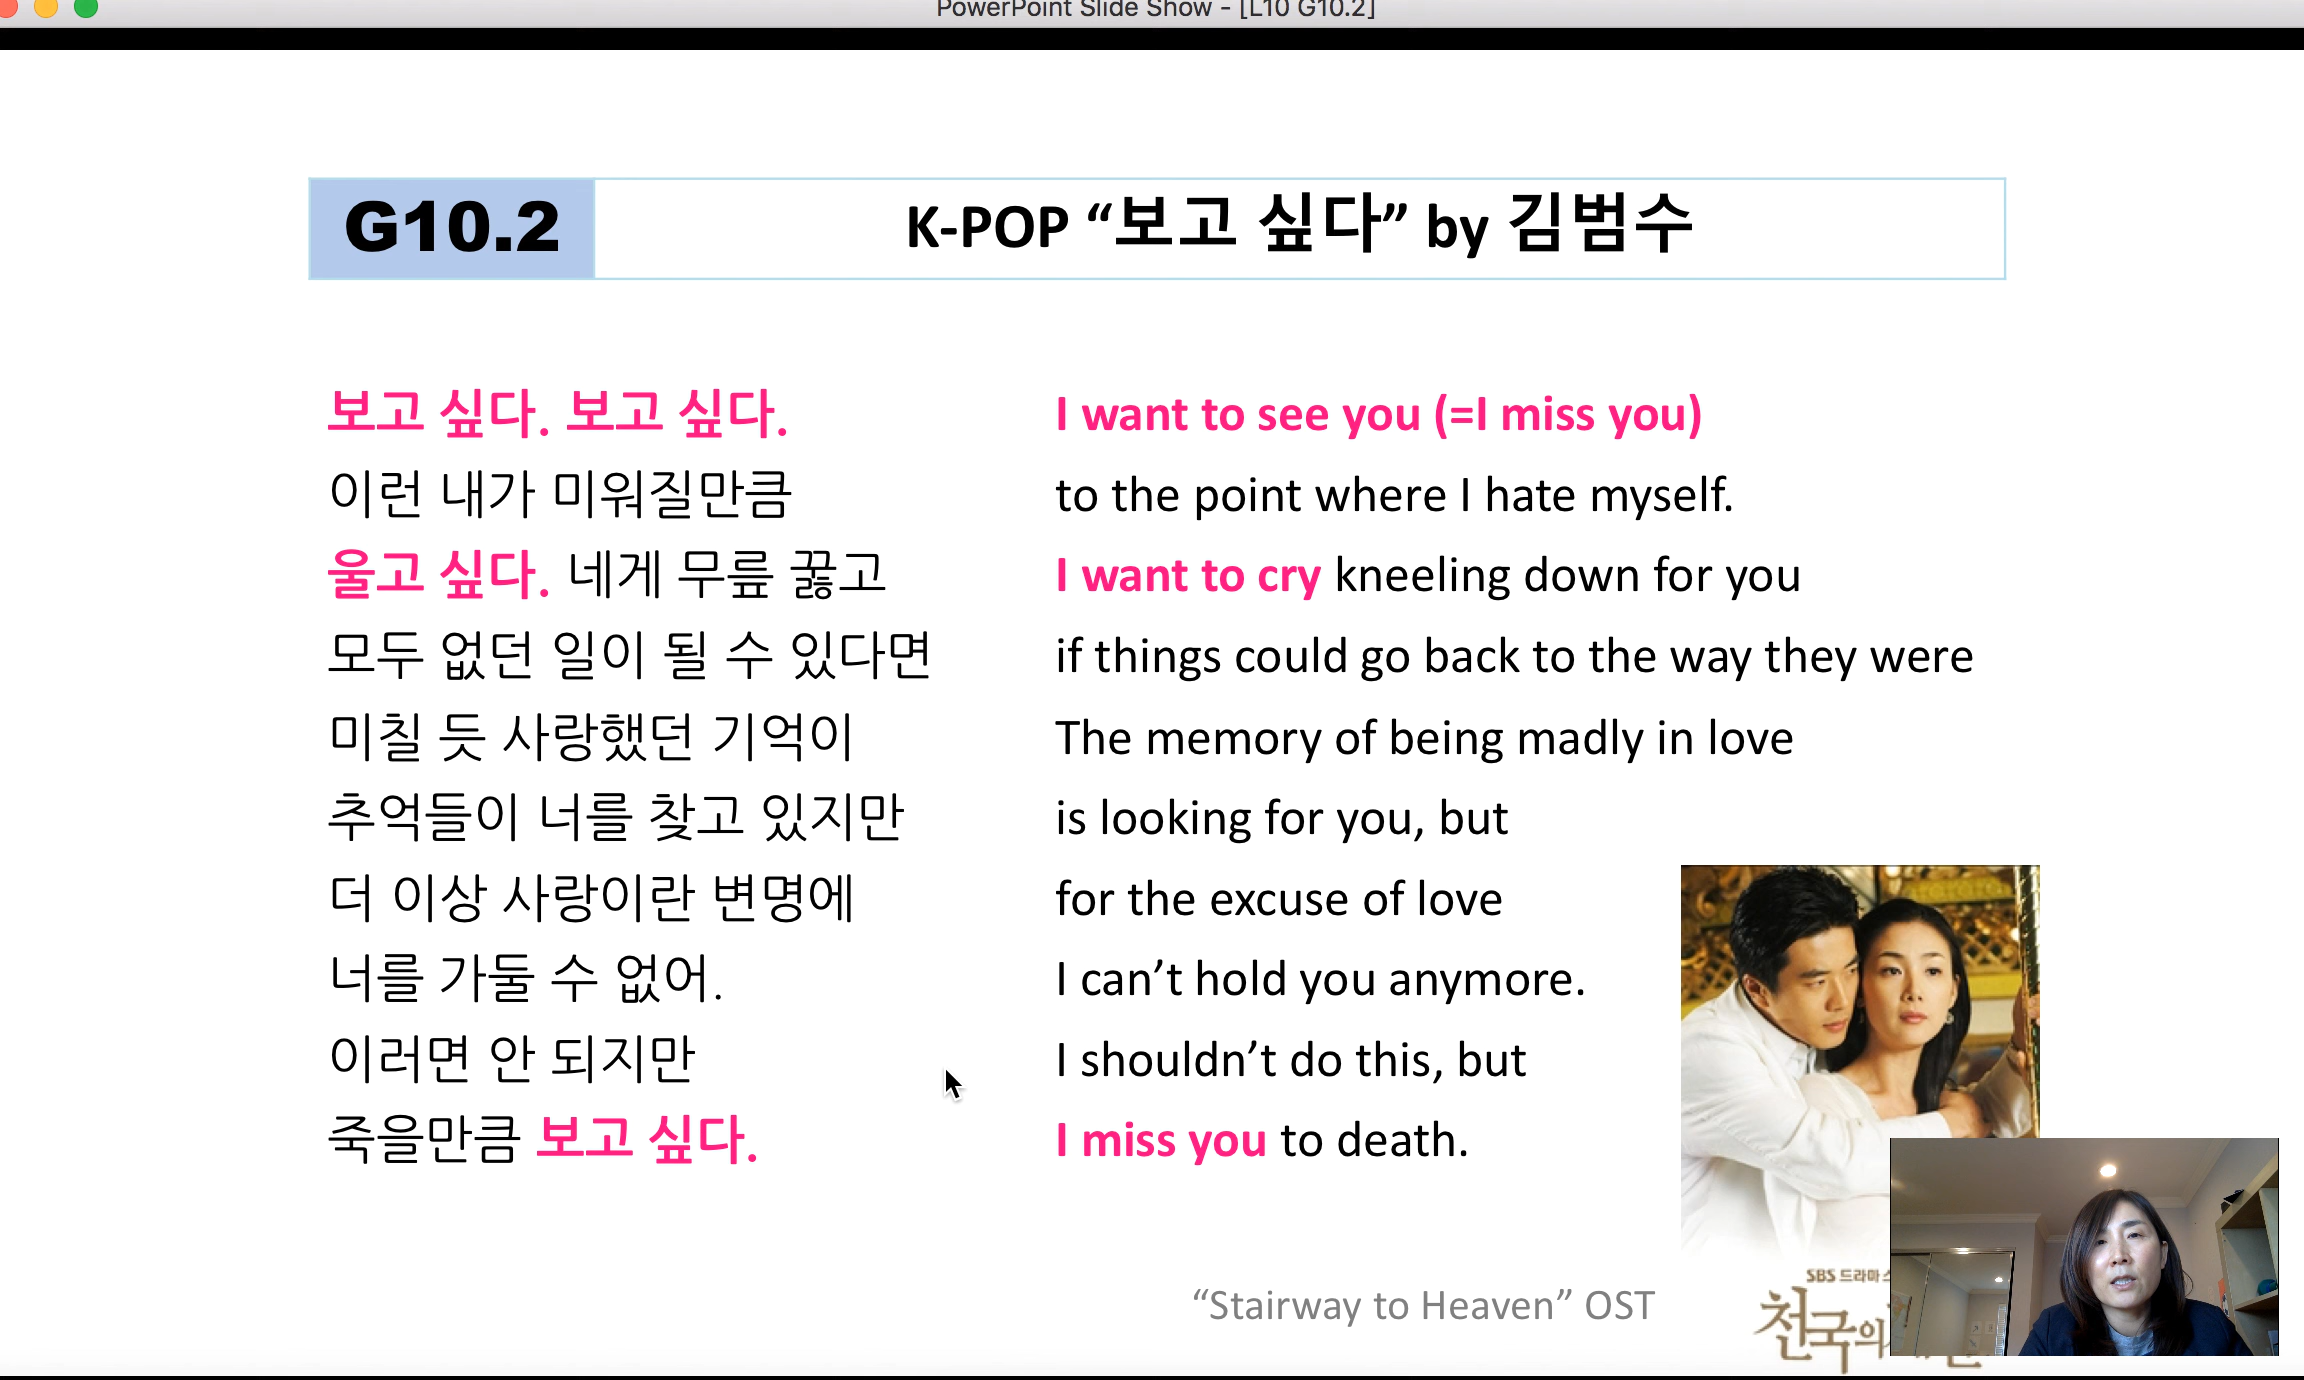 PowerPoint Slide Show - [L10 G10.2]
G10.2
K-POP “보고 싶다” by 김범수
보고 싶다. 보고 싶다.
I want to see you (=I miss you)
이런 내가 미워질만큼
to the point where I hate myself.
울고 싶다. 네게 무릎 꿇고
I want to cry kneeling down for you
모두 없던 일이 될 수 있다면
if things could go back to the way they were
미칠 듯 사랑했던 기억이
The memory of being madly in love
추억들이 너를 찾고 있지만
is looking for you, but
더 이상 사랑이란 변명에
for the excuse of love
너를 가둘 수 없어.
I can’t hold you anymore.
이러면 안 되지만
I shouldn’t do this, but
죽을만큼 보고 싶다.
I miss you to death.
SBS 드라마
“Stairway to Heaven” OST
천국의